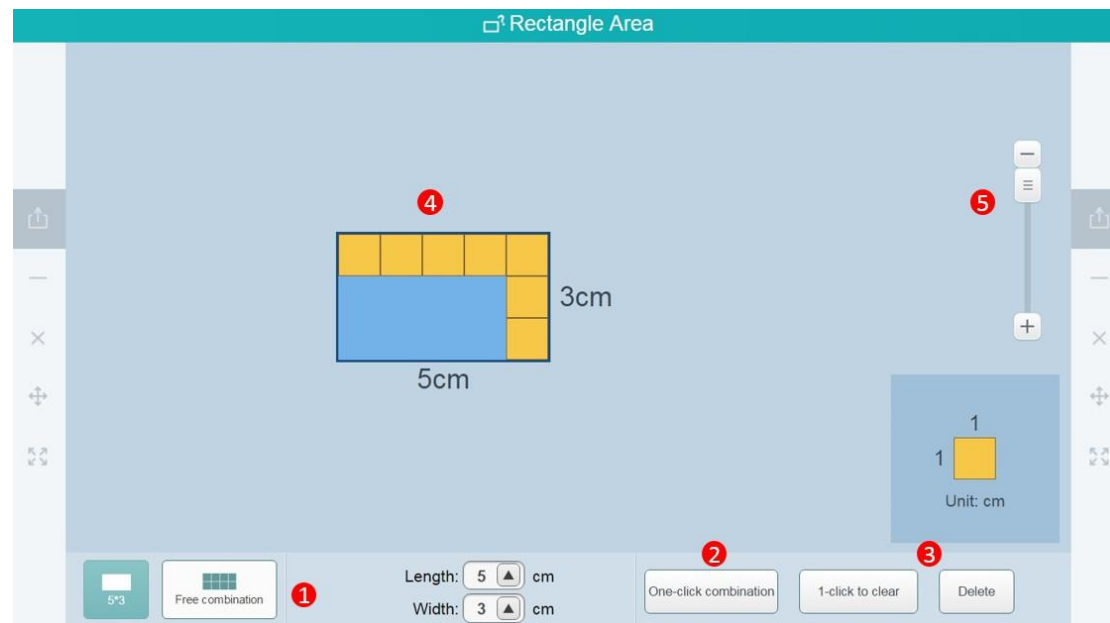 Rectangle Area
4
5
3cm
5cm
1
1
Unit: cm
2
3
5*3
Free combination
1
Length: 5 cm
Width: 3 cm
One-click combination
1-click to clear
Delete